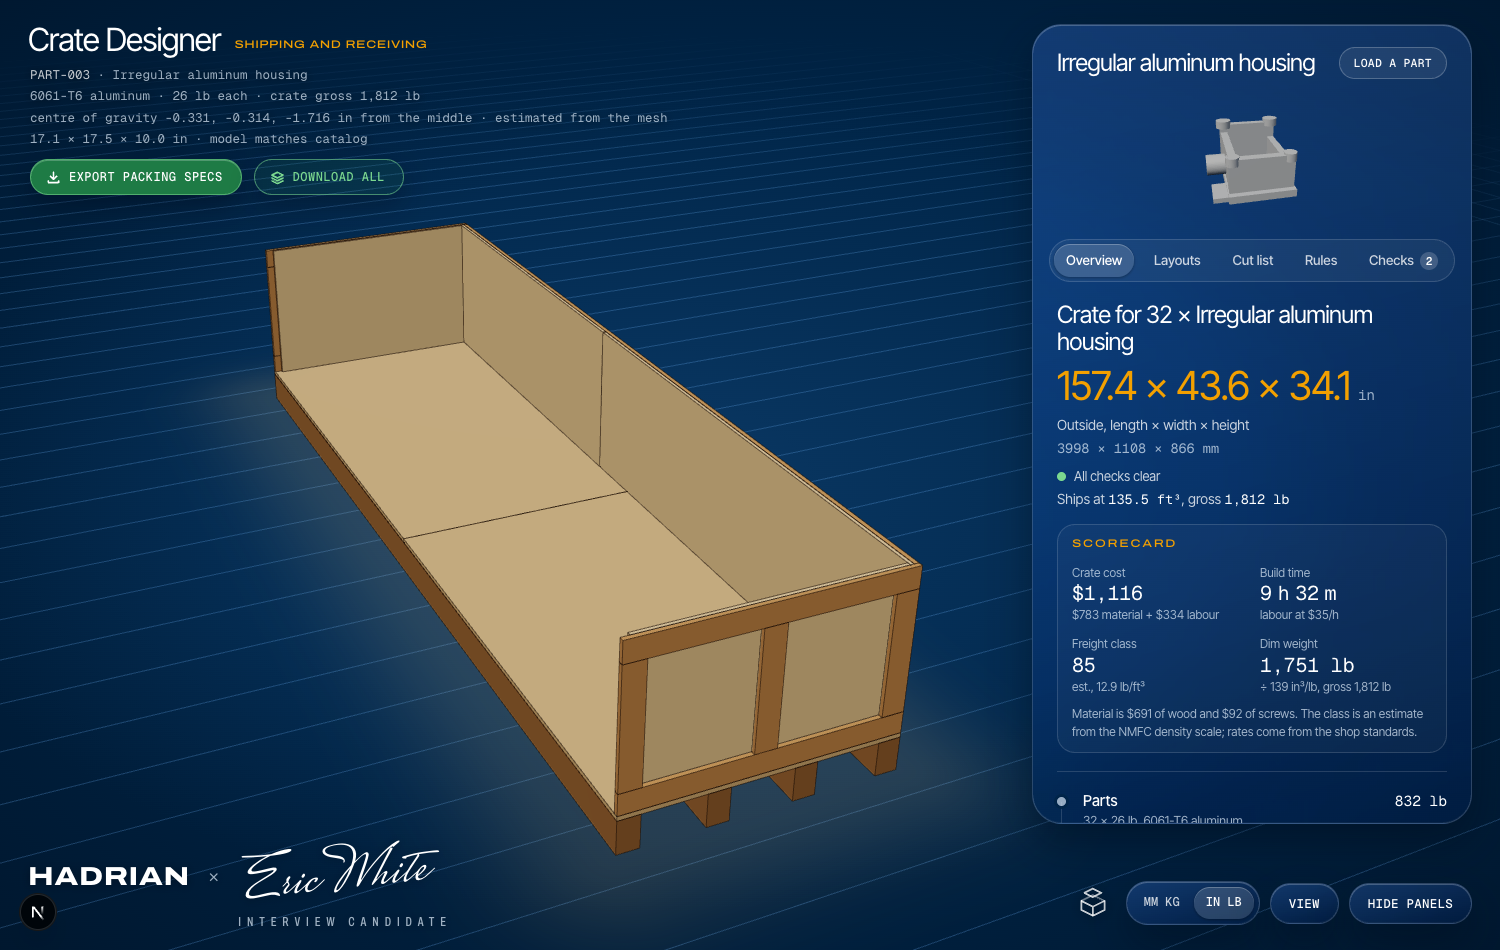 Crate Designer SHIPPING AND RECEIVING
PART-003 · Irregular aluminum housing
6061-T6 aluminum · 26 lb each · crate gross 1,812 lb
centre of gravity -0.331, -0.314, -1.716 in from the middle · estimated from the mesh
17.1 × 17.5 × 10.0 in · model matches catalog
EXPORT PACKING SPECS DOWNLOAD ALL
Irregular aluminum housing LOAD A PART
Overview Layouts Cut list Rules Checks 2
Crate for 32 × Irregular aluminum
housing
157.4 × 43.6 × 34.1 in
Outside, length × width × height
3998 × 1108 × 866 mm
All checks clear
Ships at 135.5 ft³, gross 1,812 lb
SCORECARD
Crate cost Build time
$1,116 9 h 32 m
$783 material + $334 labour labour at $35/h
Freight class Dim weight
85 1,751 lb
est., 12.9 lb/ft³ ÷ 139 in³/lb, gross 1,812 lb
Material is $691 of wood and $92 of screws. The class is an estimate
from the NMFC density scale; rates come from the shop standards.
Parts 832 lb
32 × 26 lb, 6061-T6 aluminum
HADRIAN × Eric White
INTERVIEW CANDIDATE
N
MM KG IN LB VIEW HIDE PANELS